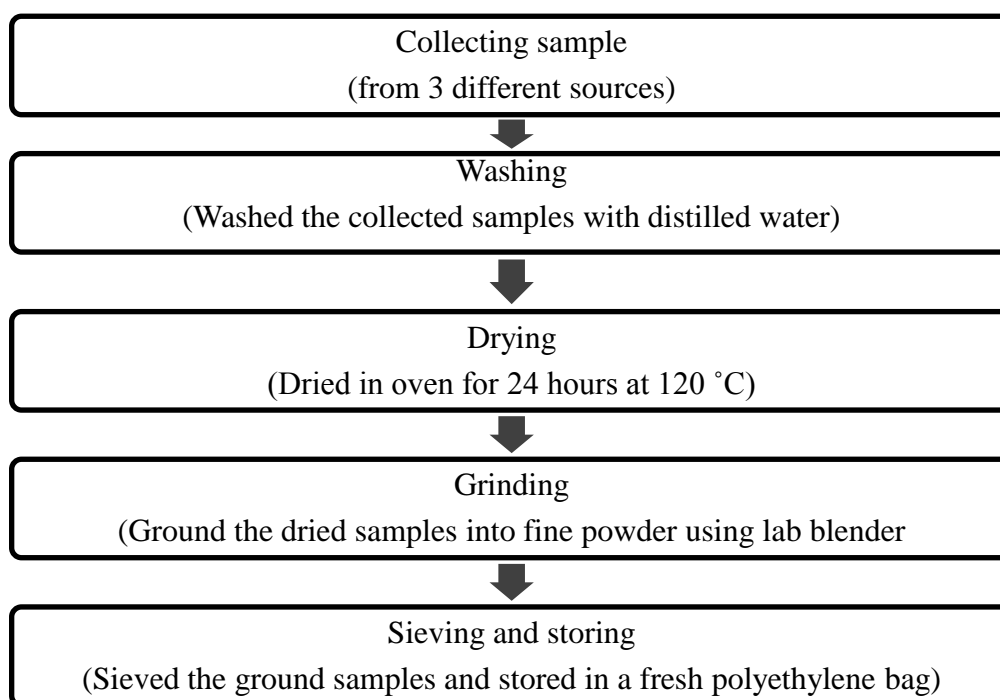 Collecting sample
(from 3 different sources)
Washing
(Washed the collected samples with distilled water)
Drying
(Dried in oven for 24 hours at 120 ˚C)
Grinding
(Ground the dried samples into fine powder using lab blender
Sieving and storing
(Sieved the ground samples and stored in a fresh polyethylene bag)